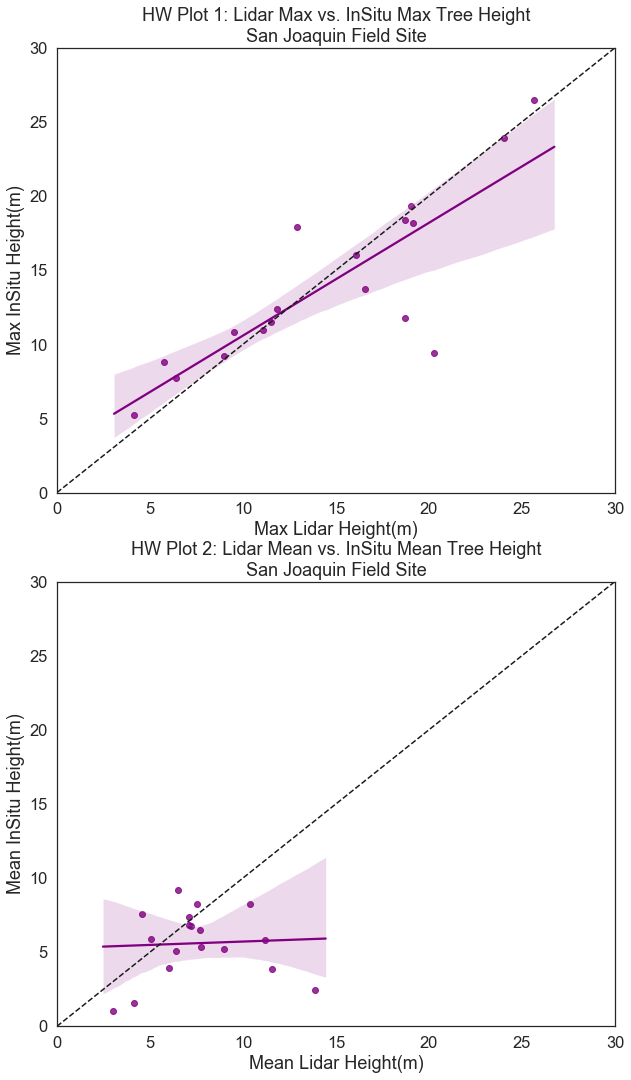 HW Plot 1: Lidar Max vs. InSitu Max Tree Height
San Joaquin Field Site
30
25
20
15
10
5
0
Max InSitu Height(m)
0 5 10 15 20 25 30
Max Lidar Height(m)
HW Plot 2: Lidar Mean vs. InSitu Mean Tree Height
San Joaquin Field Site
30
25
20
15
10
5
0
Mean InSitu Height(m)
0 5 10 15 20 25 30
Mean Lidar Height(m)